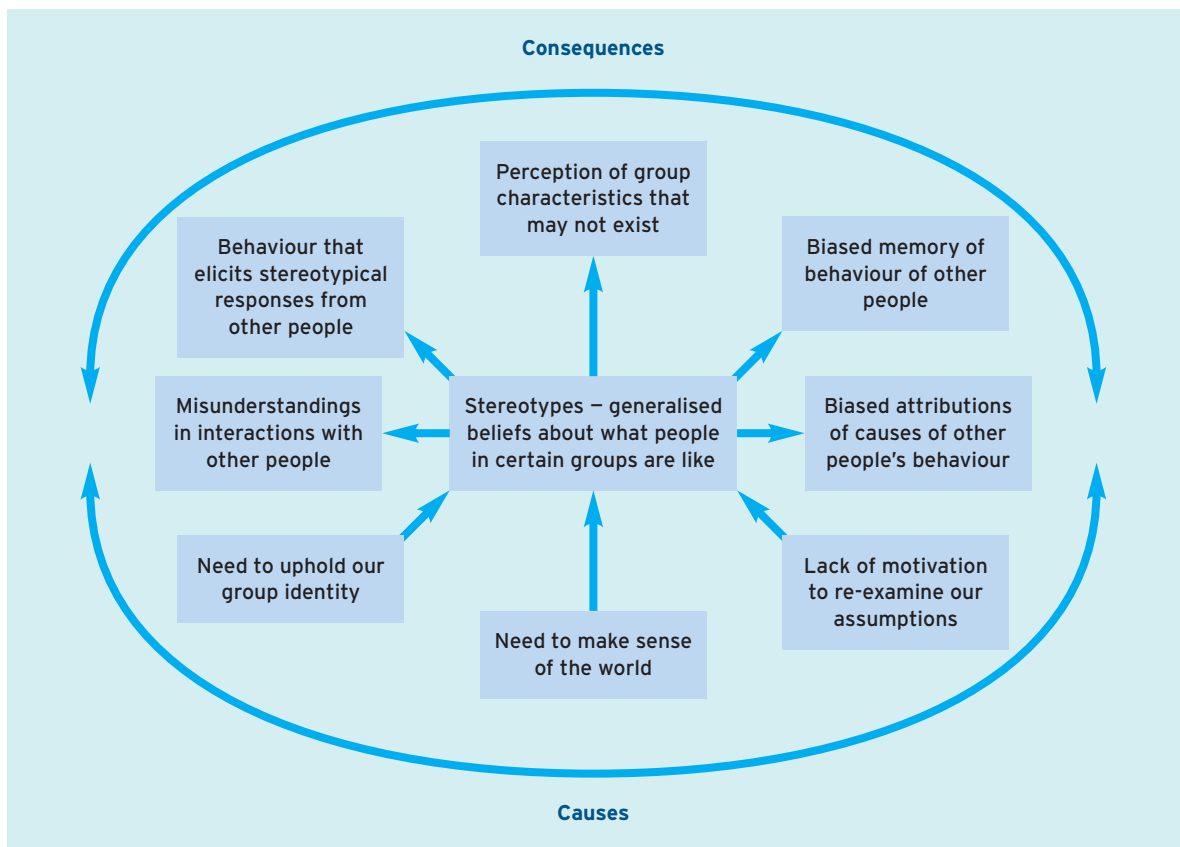 Consequences
Perception of group
characteristics that
may not exist
Behaviour that
elicits stereotypical
responses from
other people
Biased memory of
behaviour of other
people
Misunderstandings
in interactions with
other people
Stereotypes – generalised
beliefs about what people
in certain groups are like
Biased attributions
of causes of other
people's behaviour
Need to uphold our
group identity
Need to make sense
of the world
Lack of motivation
to re-examine our
assumptions
Causes